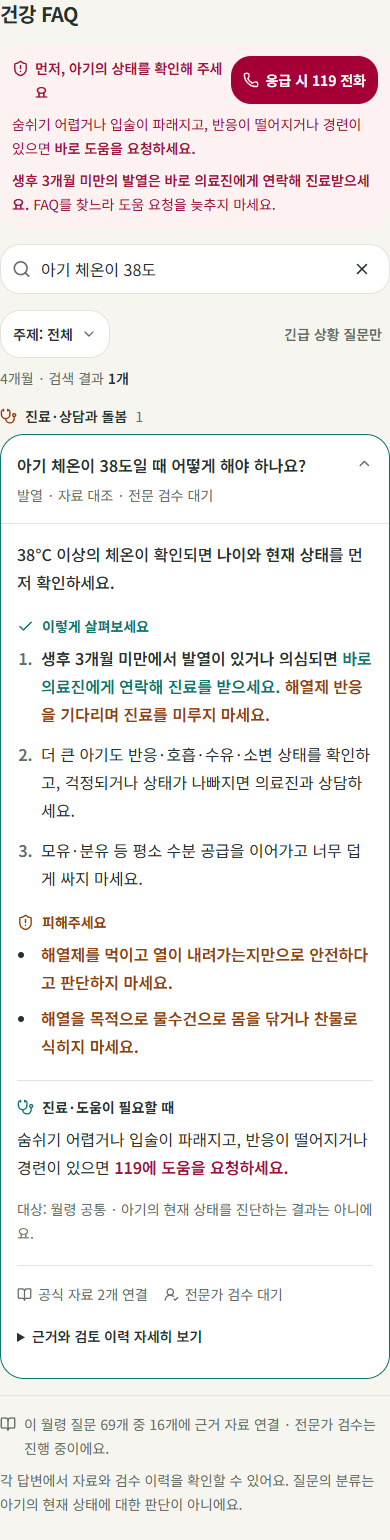 건강 FAQ
먼저, 아기의 상태를 확인해 주세
요
응급 시 119 전화
숨쉬기 어렵거나 입술이 파래지고, 반응이 떨어지거나 경련이
있으면 바로 도움을 요청하세요.
생후 3개월 미만의 발열은 바로 의료진에게 연락해 진료받으세
요. FAQ를 찾느라 도움 요청을 늦추지 마세요.
아기 체온이 38도
주제: 전체
긴급 상황 질문만
4개월 · 검색 결과 1개
진료·상담과 돌봄 1
아기 체온이 38도일 때 어떻게 해야 하나요?
발열 · 자료 대조 · 전문 검수 대기
38°C 이상의 체온이 확인되면 나이와 현재 상태를 먼
저 확인하세요.
이렇게 살펴보세요
1. 생후 3개월 미만에서 발열이 있거나 의심되면 바로
의료진에게 연락해 진료를 받으세요. 해열제 반응
을 기다리며 진료를 미루지 마세요.
2. 더 큰 아기도 반응·호흡·수유·소변 상태를 확인하
고, 걱정되거나 상태가 나빠지면 의료진과 상담하
세요.
3. 모유·분유 등 평소 수분 공급을 이어가고 너무 덥
게 싸지 마세요.
피해주세요
• 해열제를 먹이고 열이 내려가는지만으로 안전하다
고 판단하지 마세요.
• 해열을 목적으로 물수건으로 몸을 닦거나 찬물로
식히지 마세요.
진료·도움이 필요할 때
숨쉬기 어렵거나 입술이 파래지고, 반응이 떨어지거나
경련이 있으면 119에 도움을 요청하세요.
대상: 월령 공통 · 아기의 현재 상태를 진단하는 결과는 아니에
요.
공식 자료 2개 연결 전문가 검수 대기
▶ 근거와 검토 이력 자세히 보기
이 월령 질문 69개 중 16개에 근거 자료 연결 · 전문가 검수는
진행 중이에요.
각 답변에서 자료와 검수 이력을 확인할 수 있어요. 질문의 분류는
아기의 현재 상태에 대한 판단이 아니에요.